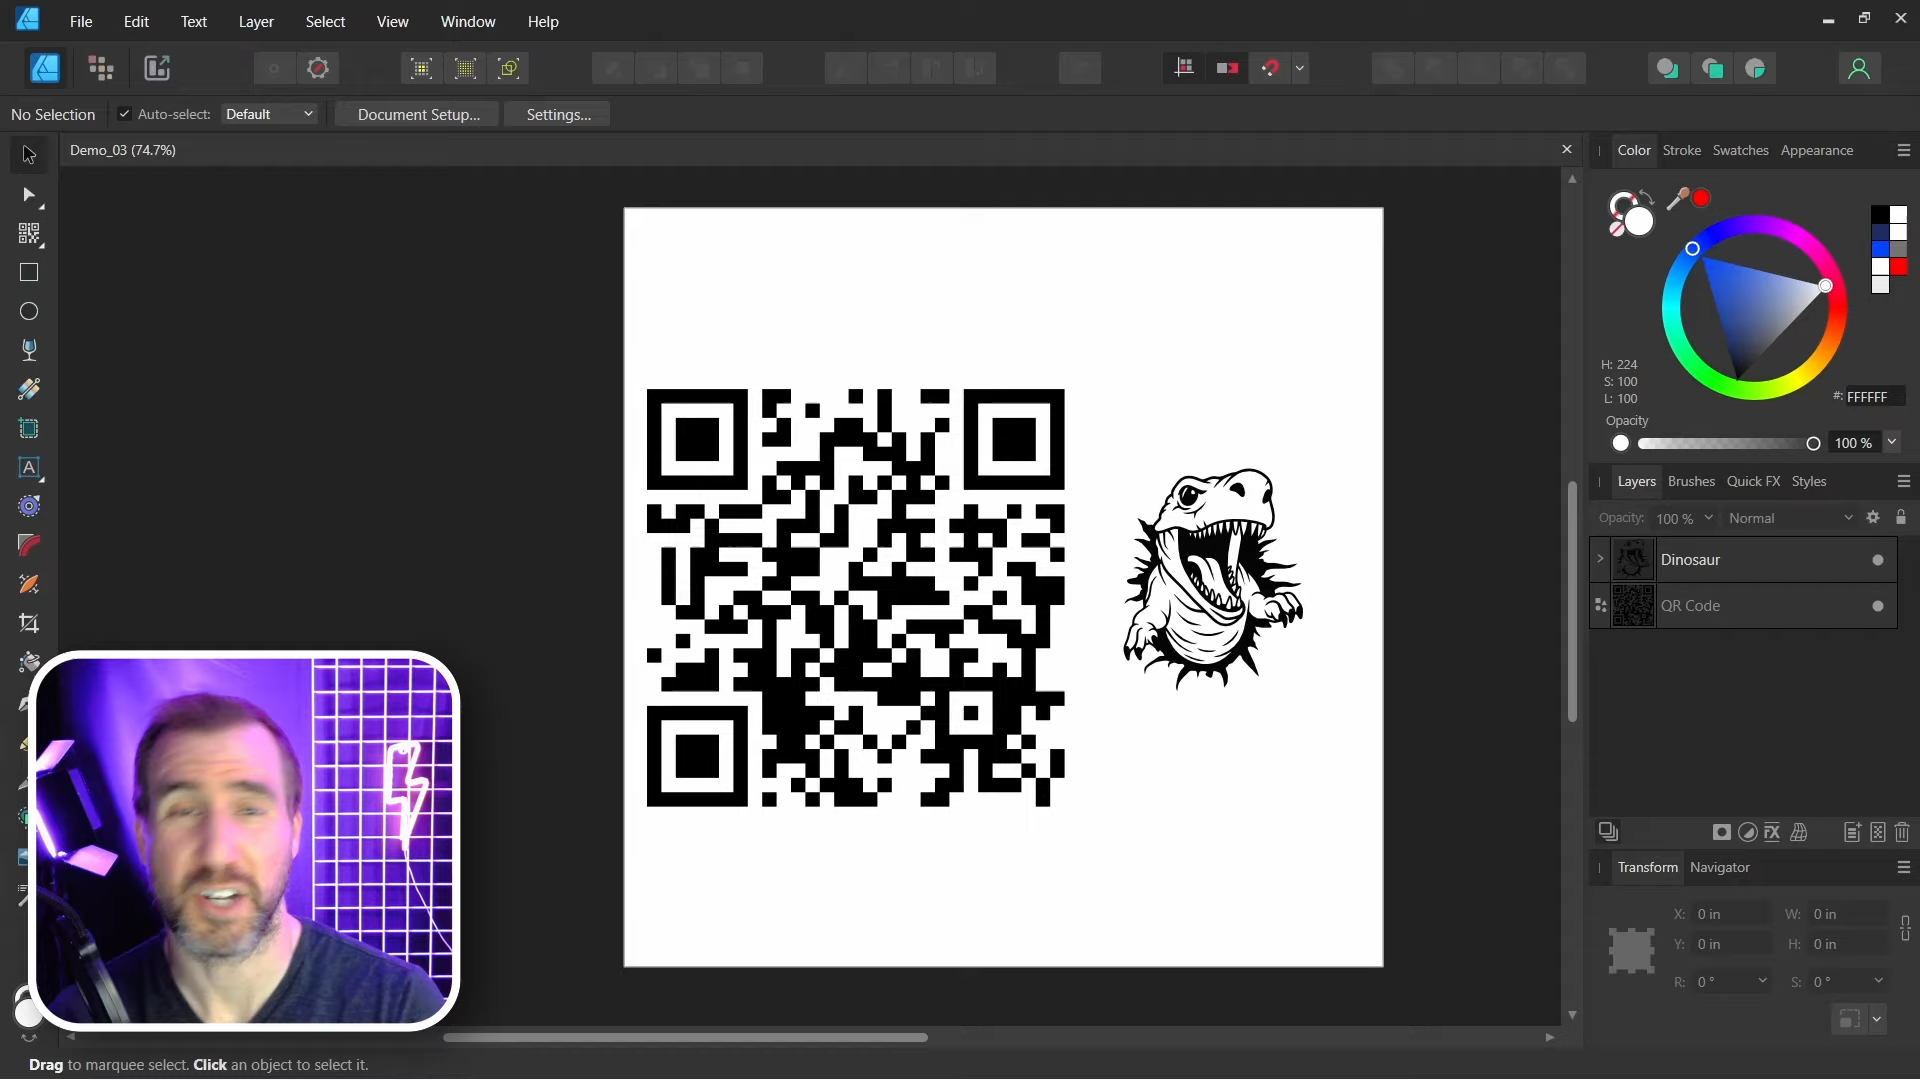 File Edit Text Layer Select View Window Help
No Selection Auto-select: Default Document Setup... Settings...
Demo_03 (74.7%)
Color Stroke Swatches Appearance
H: 224
S: 100
L: 100
#: FFFFFF
Opacity
100 %
Layers Brushes Quick FX Styles
Opacity: 100 % Normal
Dinosaur
QR Code
Transform Navigator
X: 0 in W: 0 in
Y: 0 in H: 0 in
R: 0 ° S: 0 °
Drag to marquee select. Click an object to select it.